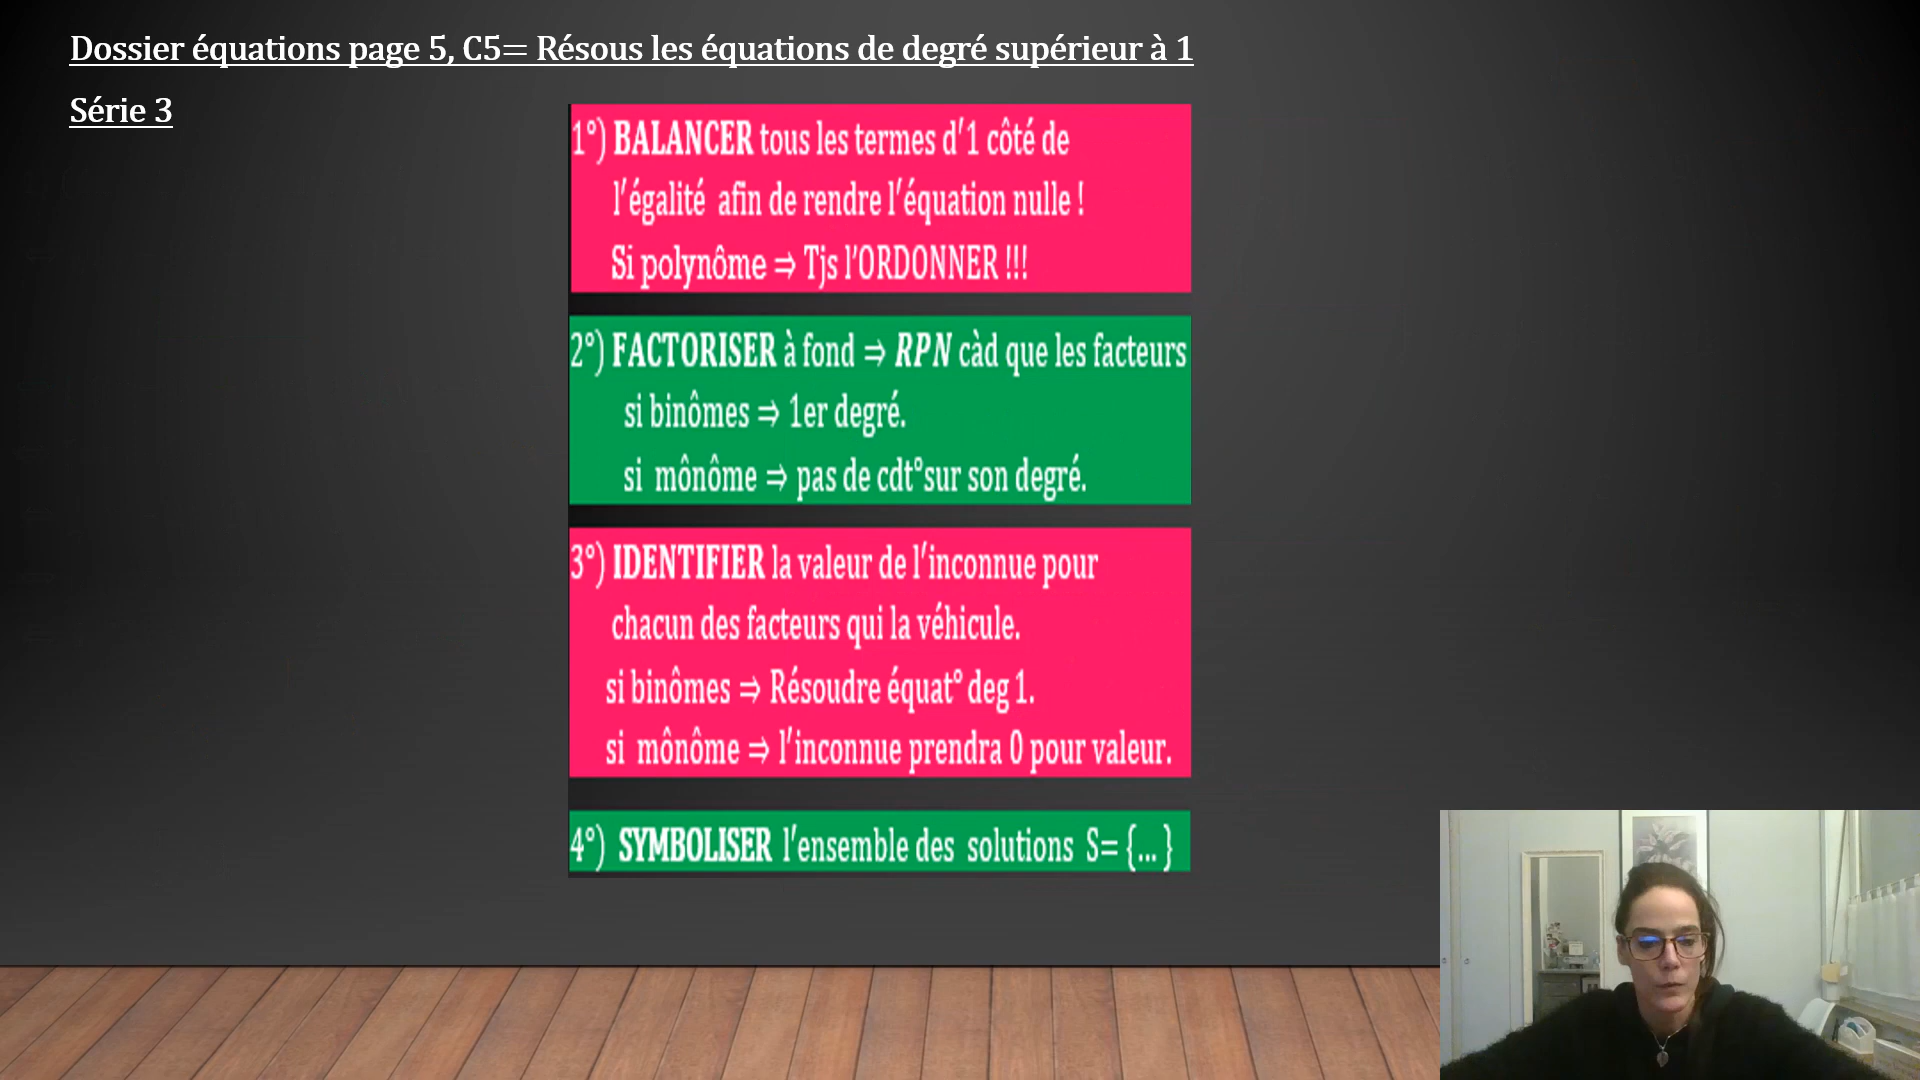 Dossier équations page 5, C5= Résous les équations de degré supérieur à 1
Série 3
1°) BALANCER tous les termes d'1 côté de
l'égalité afin de rendre l'équation nulle !
Si polynôme ⇒ Tjs l'ORDONNER !!!
2°) FACTORISER à fond ⇒ RPN càd que les facteurs
si binômes ⇒ 1er degré.
si mônôme ⇒ pas de cdt°sur son degré.
3°) IDENTIFIER la valeur de l'inconnue pour
chacun des facteurs qui la véhicule.
si binômes ⇒ Résoudre équat° deg 1.
si mônôme ⇒ l'inconnue prendra 0 pour valeur.
4°) SYMBOLISER l'ensemble des solutions S= {... }